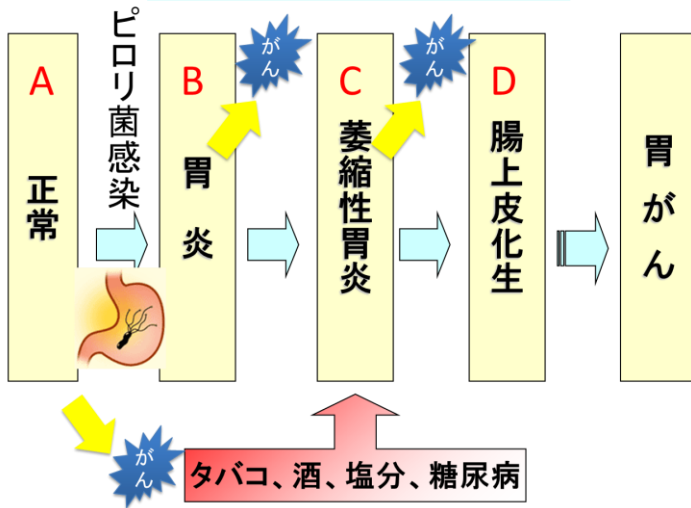 A
正常
ピロリ菌感染
B
胃炎
がん
C
萎縮性胃炎
がん
D
腸上皮化生
胃がん
がん
タバコ、酒、塩分、糖尿病